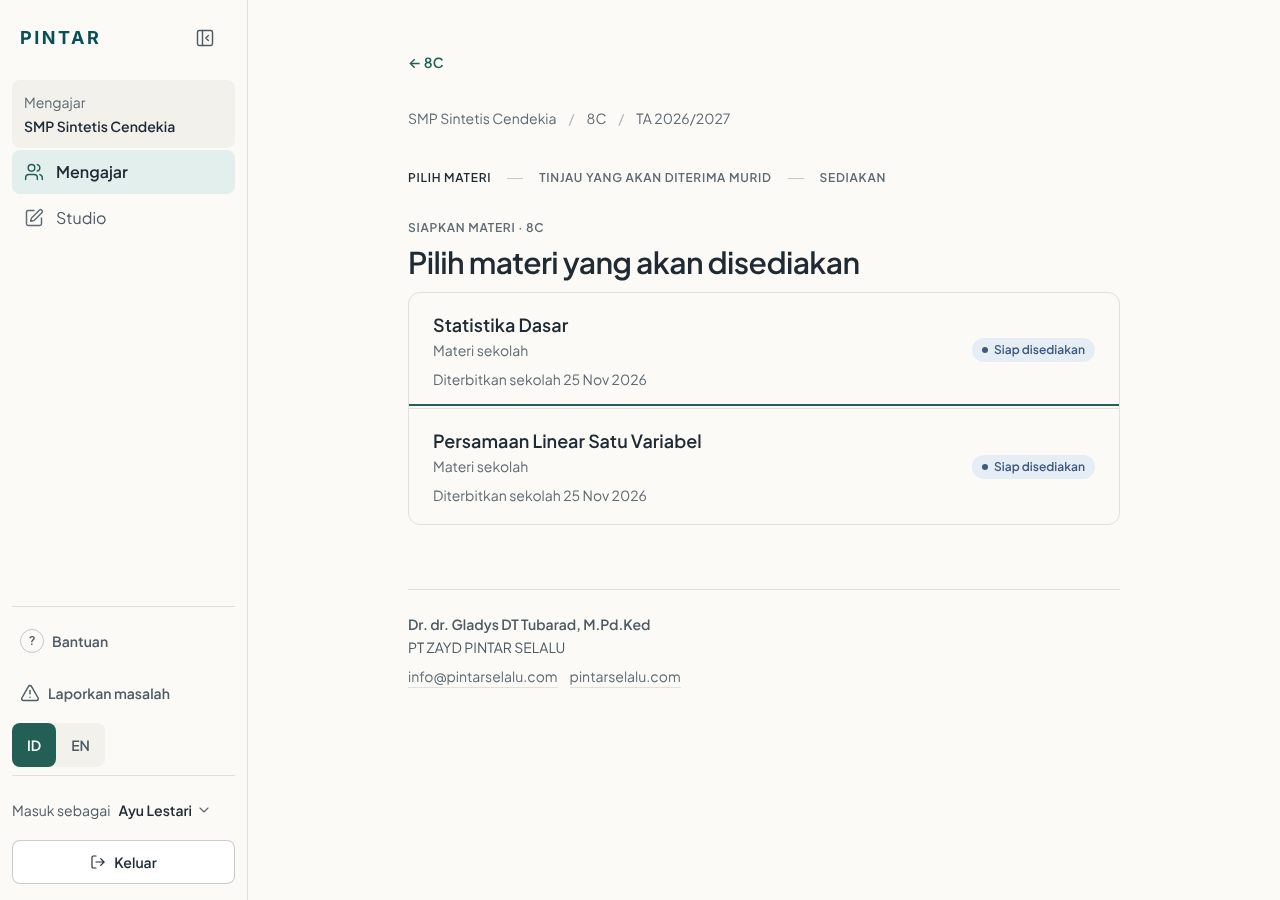 PINTAR
Mengajar
SMP Sintetis Cendekia
Mengajar
Studio
? Bantuan
Laporkan masalah
ID EN
Masuk sebagai Ayu Lestari
Keluar
← 8C
SMP Sintetis Cendekia / 8C / TA 2026/2027
PILIH MATERI — TINJAU YANG AKAN DITERIMA MURID — SEDIAKAN
SIAPKAN MATERI · 8C
Pilih materi yang akan disediakan
Statistika Dasar
Materi sekolah
Siap disediakan
Diterbitkan sekolah 25 Nov 2026
Persamaan Linear Satu Variabel
Materi sekolah
Siap disediakan
Diterbitkan sekolah 25 Nov 2026
Dr. dr. Gladys DT Tubarad, M.Pd.Ked
PT ZAYD PINTAR SELALU
info@pintarselalu.com pintarselalu.com